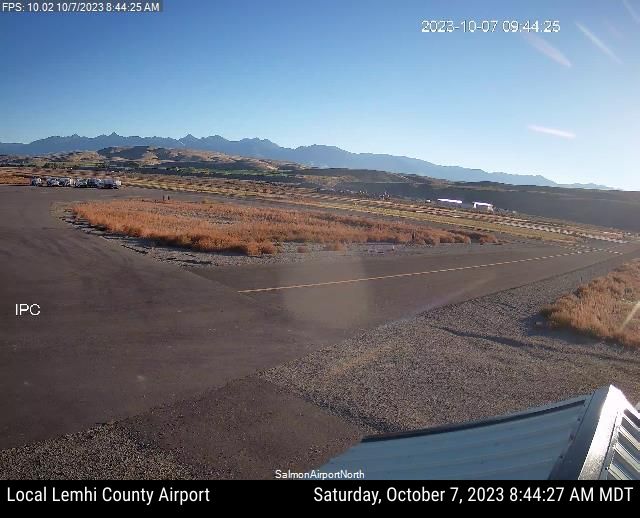 FPS: 10.02 10/7/2023 8:44:25 AM
2023-10-07 09:44:25
IPC
SalmonAirportNorth
Local Lemhi County Airport Saturday, October 7, 2023 8:44:27 AM MDT